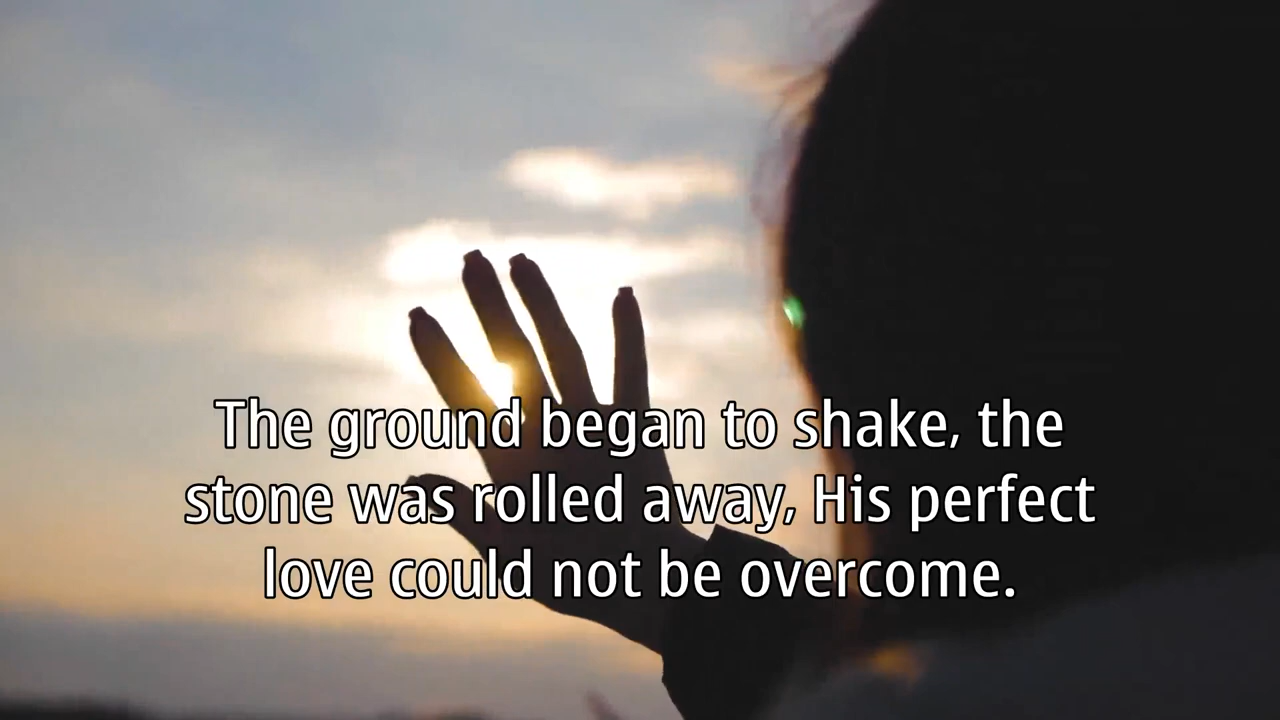 The ground began to shake, the
stone was rolled away, His perfect
love could not be overcome.